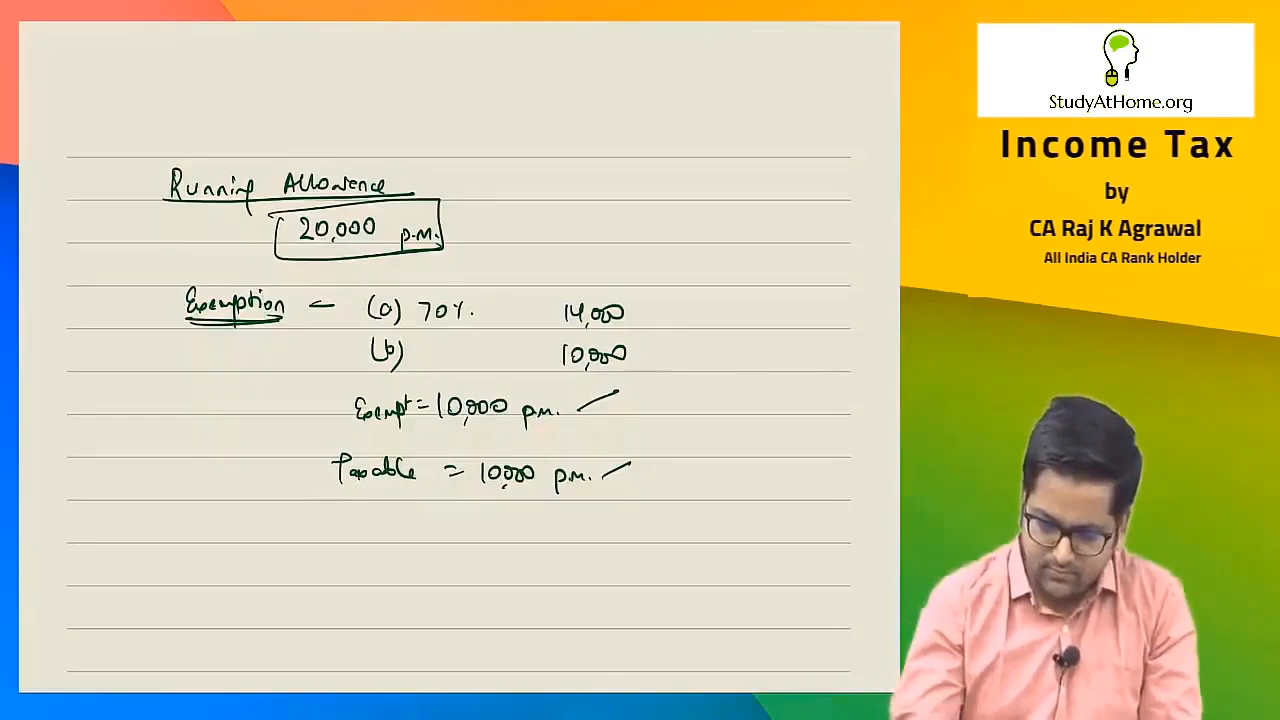 Running Allowance
20,000 p.m.
Exemption – (a) 70%. 14,000
(b) 10,000
Exempt = 10,000 p.m.
Taxable = 10,000 p.m.
StudyAtHome.org
Income Tax
by
CA Raj K Agrawal
All India CA Rank Holder